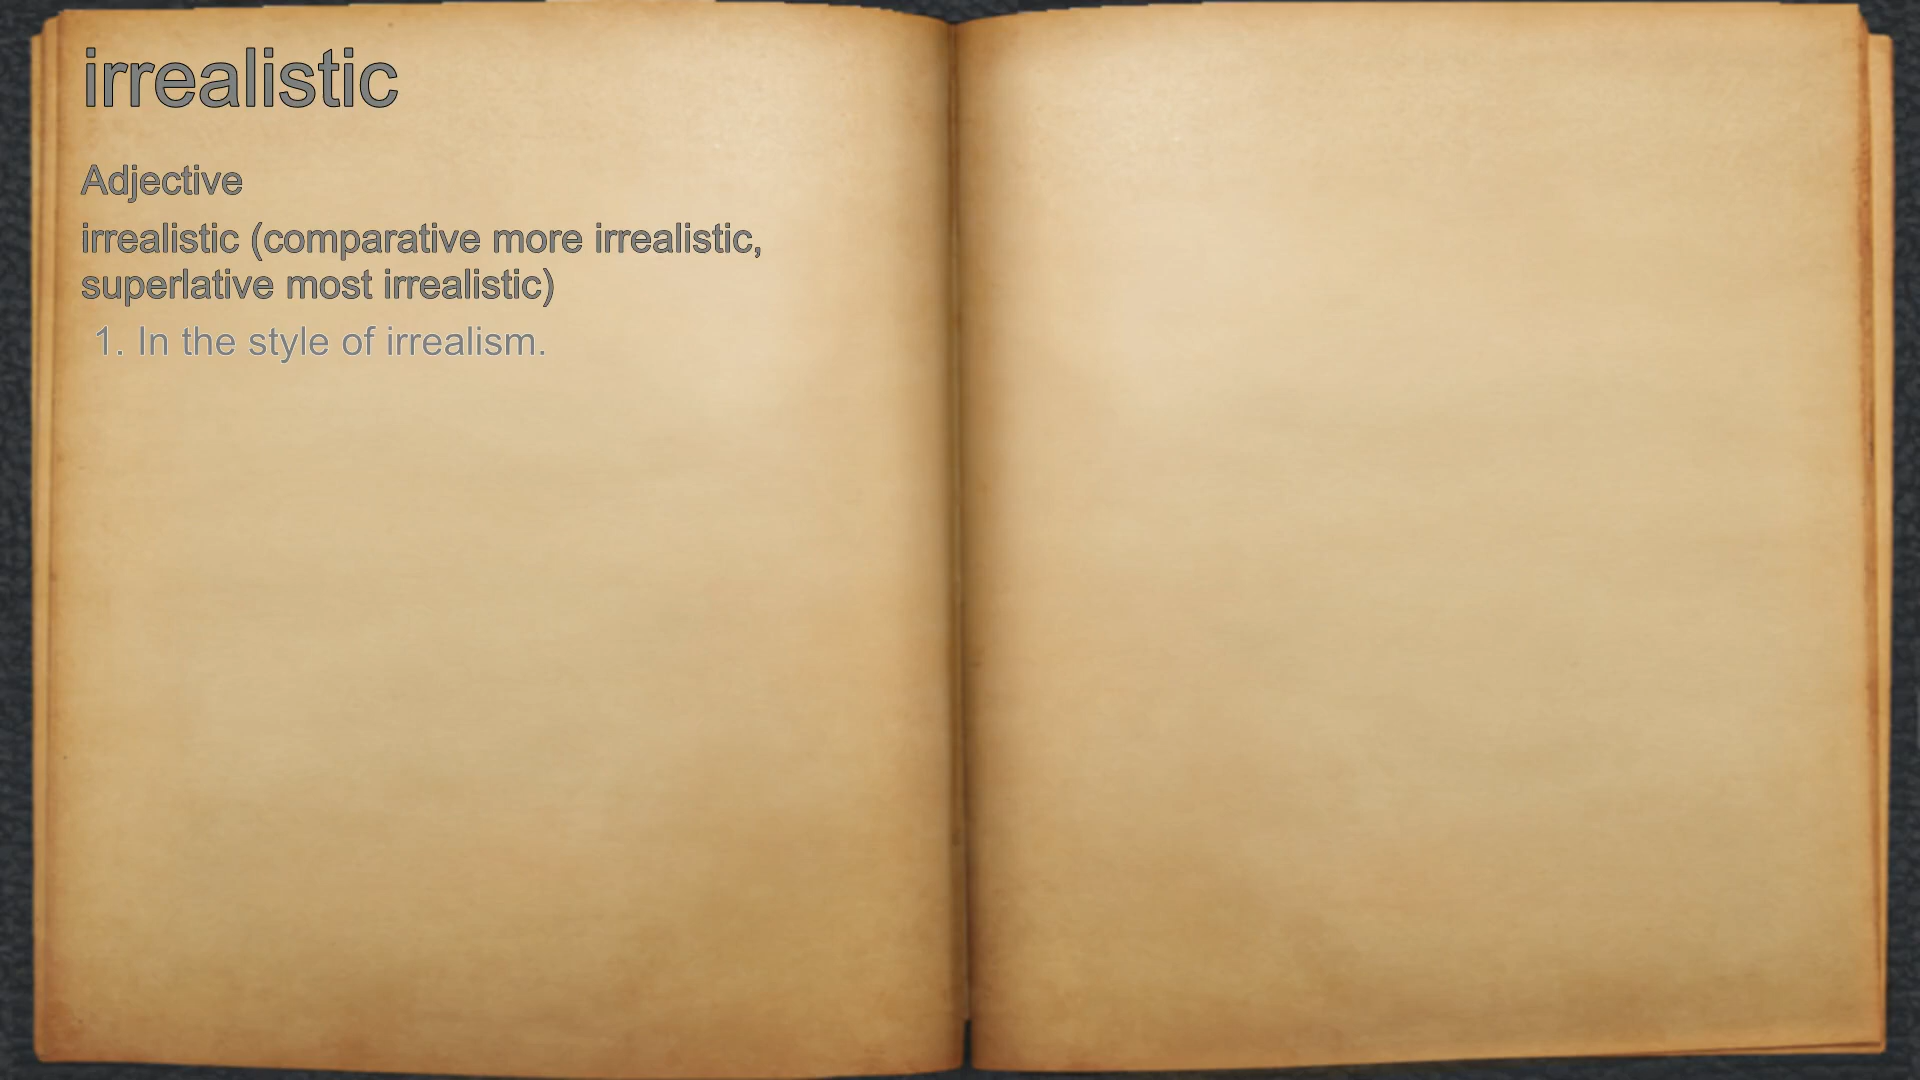 irrealistic
Adjective
irrealistic (comparative more irrealistic,
superlative most irrealistic)
1. In the style of irrealism.